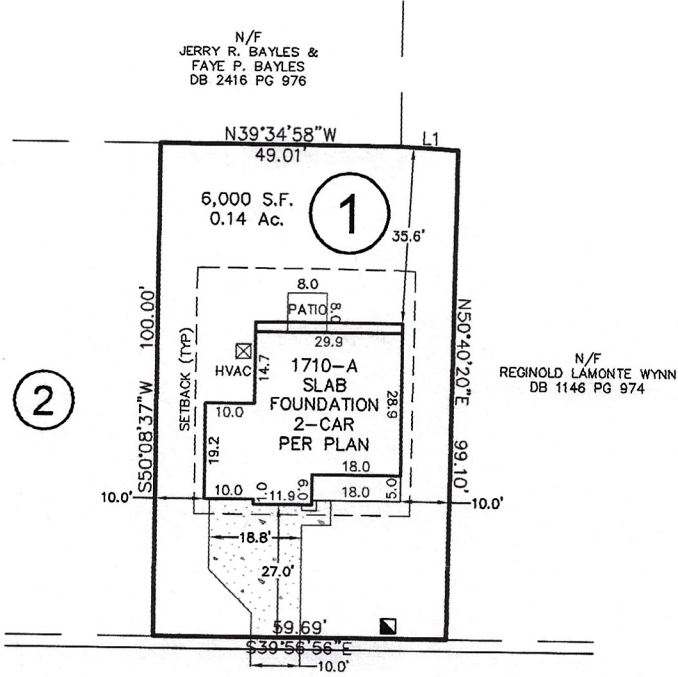 N/F
JERRY R. BAYLES &
FAYE P. BAYLES
DB 2416 PG 976
N39°34'58"W
L1
49.01'
6,000 S.F.
0.14 Ac.
1
35.6'
8.0
PATIO
8.0
29.9
S50°08'37"W 100.00'
SETBACK (TYP)
HVAC
14.7
1710-A
SLAB
FOUNDATION
2-CAR
PER PLAN
28.9
N50°40'20"E 99.10'
N/F
REGINOLD LAMONTE WYNN
DB 1146 PG 974
2
10.0
19.2
18.0
10.0'
10.0
1.0
11.9
6.0
18.0
5.0
10.0'
18.8'
27.0'
59.69'
S39°56'56"E
10.0'